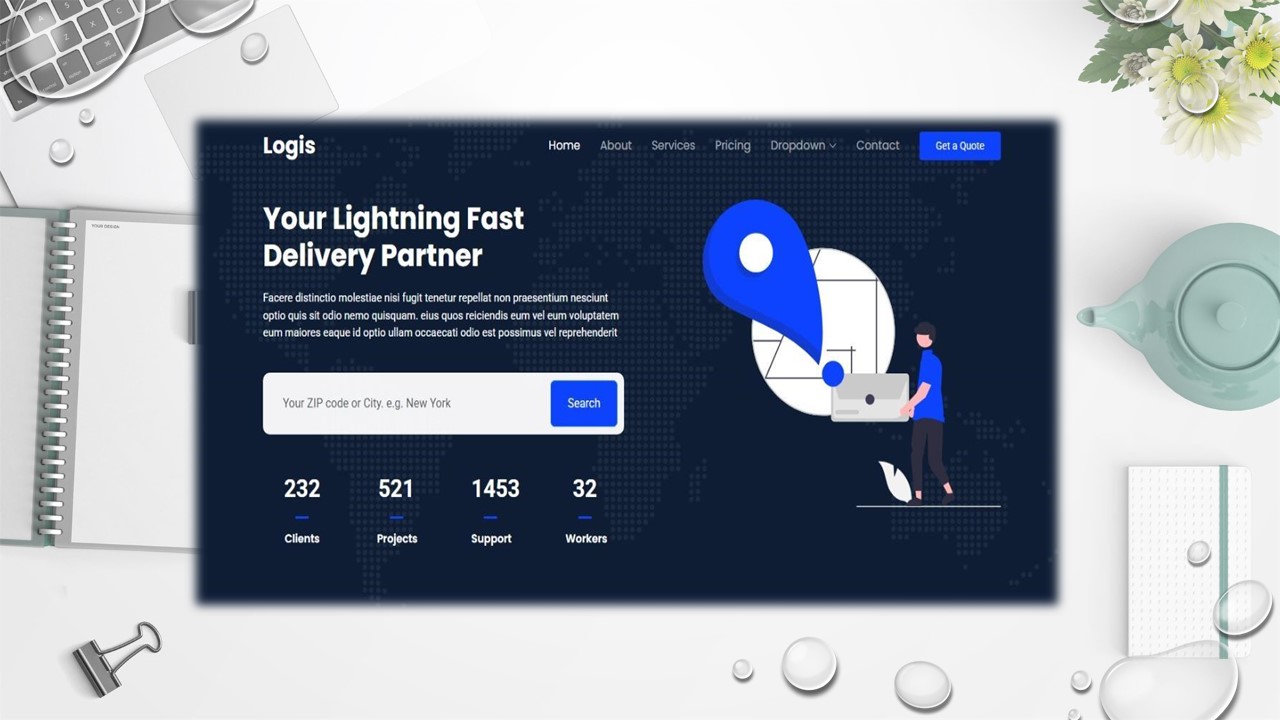 Logis
Home About Services Pricing Dropdown Contact Get a Quote
Your Lightning Fast
Delivery Partner
Facere distinctio molestiae nisi fugit tenetur repellat non praesentium nesciunt
optio quis sit odio nemo quisquam. eius quos reiciendis eum vel eum voluptatem
eum maiores eaque id optio ullam occaecati odio est possimus vel reprehenderit
Your ZIP code or City. e.g. New York Search
232 521 1453 32
Clients Projects Support Workers
YOUR DESIGN
Z X C
A